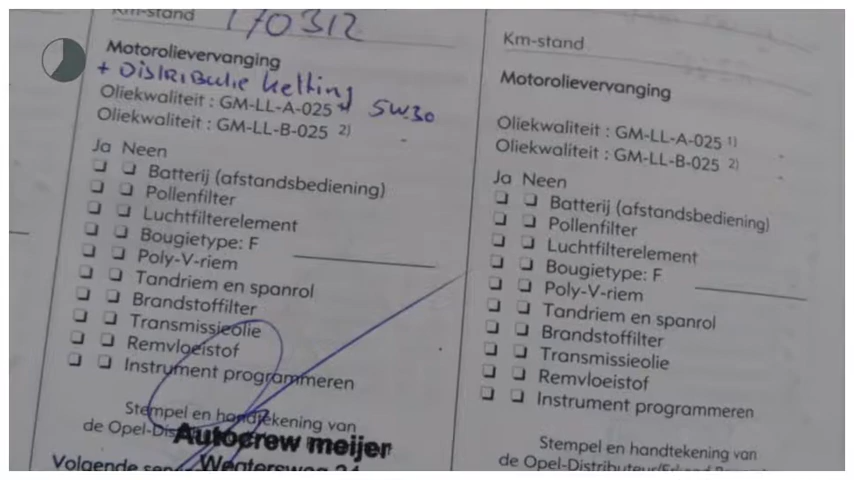 Km-stand 170312
Motorolievervanging
+ Distributie ketting 5W30
Oliekwaliteit : GM-LL-A-025
Oliekwaliteit : GM-LL-B-025 2)
Ja Neen
Batterij (afstandsbediening)
Pollenfilter
Luchtfilterelement
Bougietype: F
Poly-V-riem
Tandriem en spanrol
Brandstoffilter
Transmissieolie
Remvloeistof
Instrument programmeren
Stempel en handtekening van
de Opel-Dis
Autocrew meijer
Volgende
Km-stand
Motorolievervanging
Oliekwaliteit : GM-LL-A-025 1)
Oliekwaliteit : GM-LL-B-025 2)
Ja Neen
Batterij (afstandsbediening)
Pollenfilter
Luchtfilterelement
Bougietype: F
Poly-V-riem
Tandriem en spanrol
Brandstoffilter
Transmissieolie
Remvloeistof
Instrument programmeren
Stempel en handtekening van
de Opel-Distributeur/